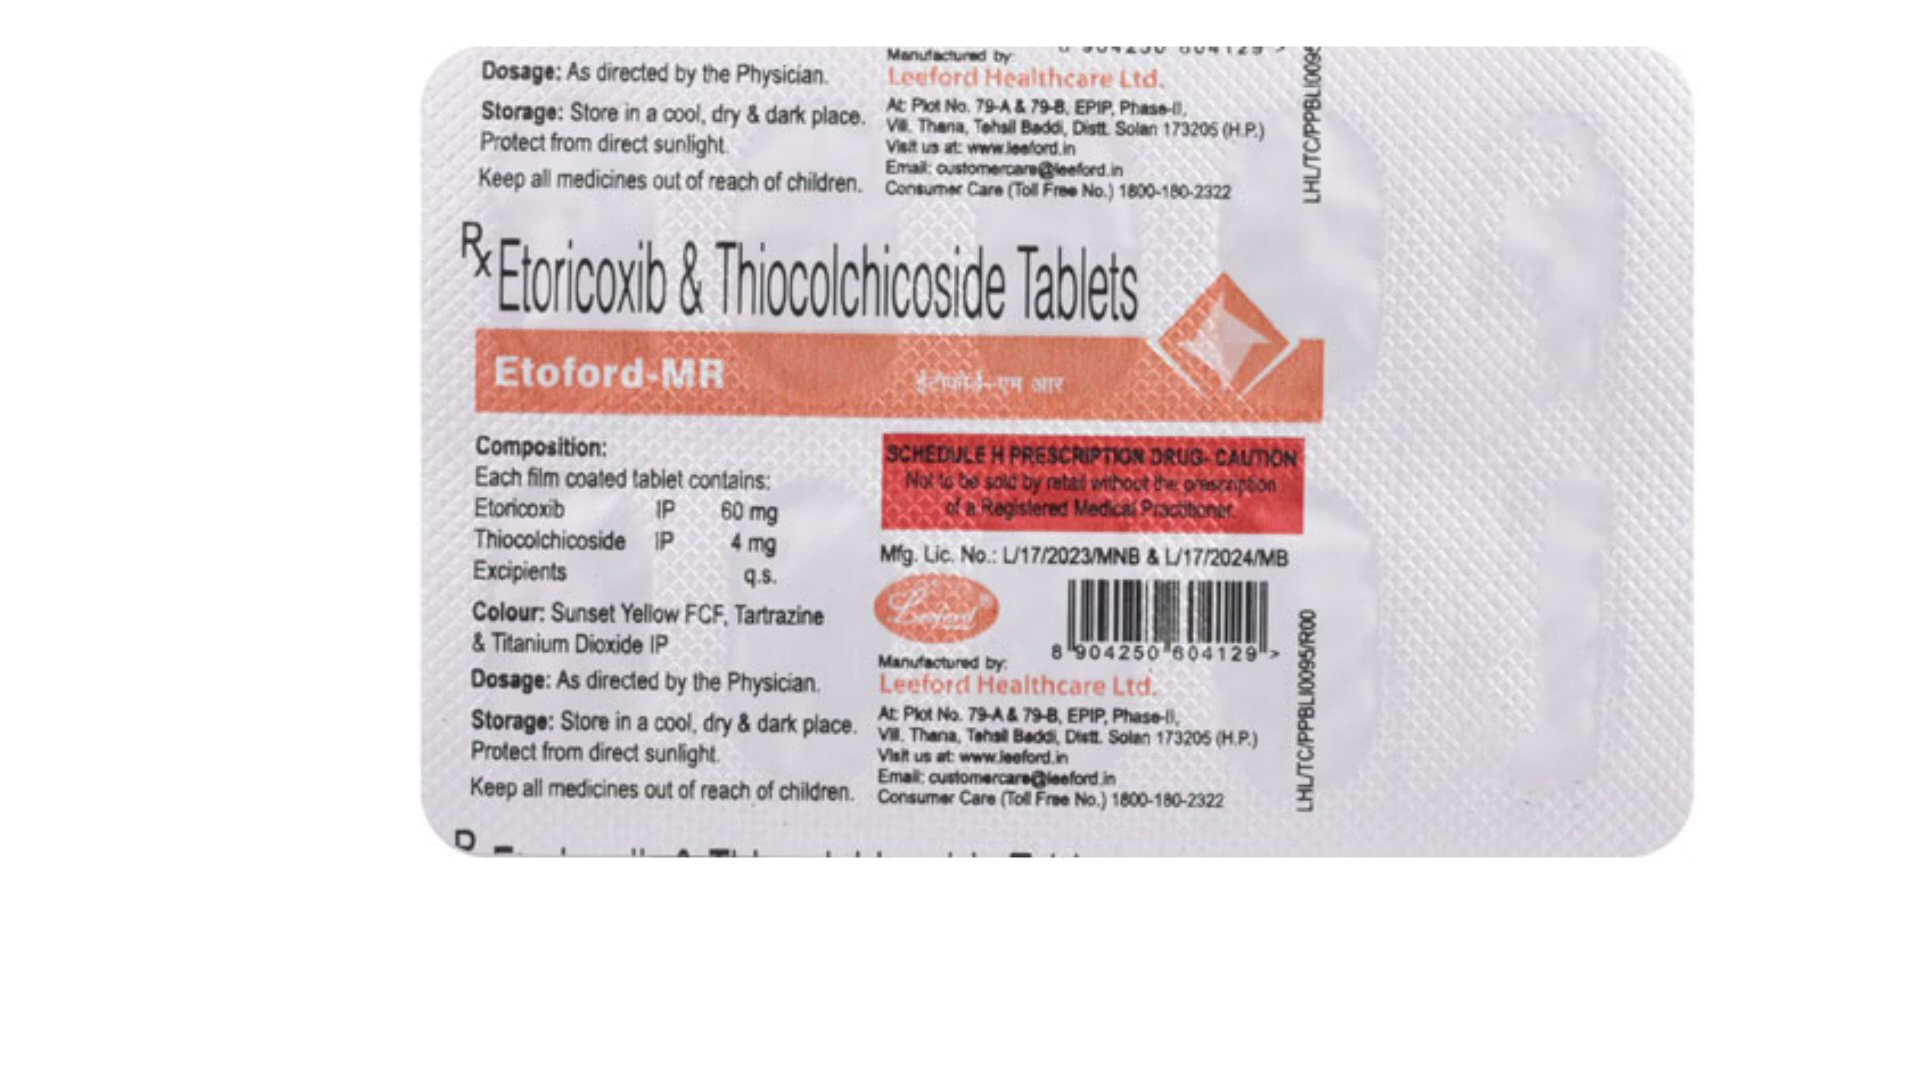 Manufactured by:
Dosage: As directed by the Physician.
Leeford Healthcare Ltd.
Storage: Store in a cool, dry & dark place.
Protect from direct sunlight.
At: Plot No. 79-A & 79-B, EPIP, Phase-II,
Vill. Thana, Tehsil Baddi, Distt. Solan 173205 (H.P.)
Visit us at: www.leeford.in
Email: customercare@leeford.in
Keep all medicines out of reach of children.
Consumer Care (Toll Free No.) 1800-180-2322
LHL/TC/PPBLI0095
Rx Etoricoxib & Thiocolchicoside Tablets
Etoford-MR
ईटोफोर्ड-एम आर
Composition:
Each film coated tablet contains:
Etoricoxib IP 60 mg
Thiocolchicoside IP 4 mg
Excipients q.s.
Colour: Sunset Yellow FCF, Tartrazine
& Titanium Dioxide IP
Dosage: As directed by the Physician.
Storage: Store in a cool, dry & dark place.
Protect from direct sunlight.
Keep all medicines out of reach of children.
SCHEDULE H PRESCRIPTION DRUG- CAUTION
Not to be sold by retail without the prescription
of a Registered Medical Practitioner.
Mfg. Lic. No.: L/17/2023/MNB & L/17/2024/MB
Leeford
8 904250 604129 >
Manufactured by:
Leeford Healthcare Ltd.
At: Plot No. 79-A & 79-B, EPIP, Phase-II,
Vill. Thana, Tehsil Baddi, Distt. Solan 173205 (H.P.)
Visit us at: www.leeford.in
Email: customercare@leeford.in
Consumer Care (Toll Free No.) 1800-180-2322
LHL/TC/PPBLI0095/R00